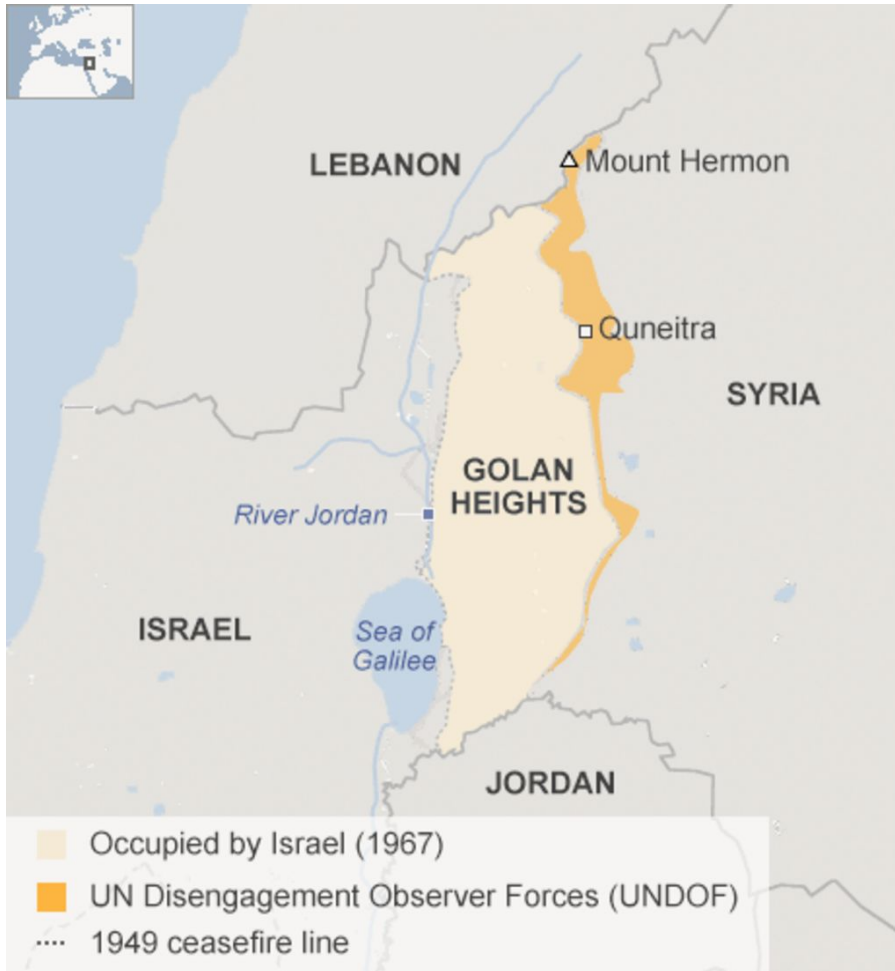 LEBANON
Mount Hermon
Quneitra
SYRIA
GOLAN
HEIGHTS
River Jordan
ISRAEL
Sea of
Galilee
JORDAN
Occupied by Israel (1967)
UN Disengagement Observer Forces (UNDOF)
1949 ceasefire line